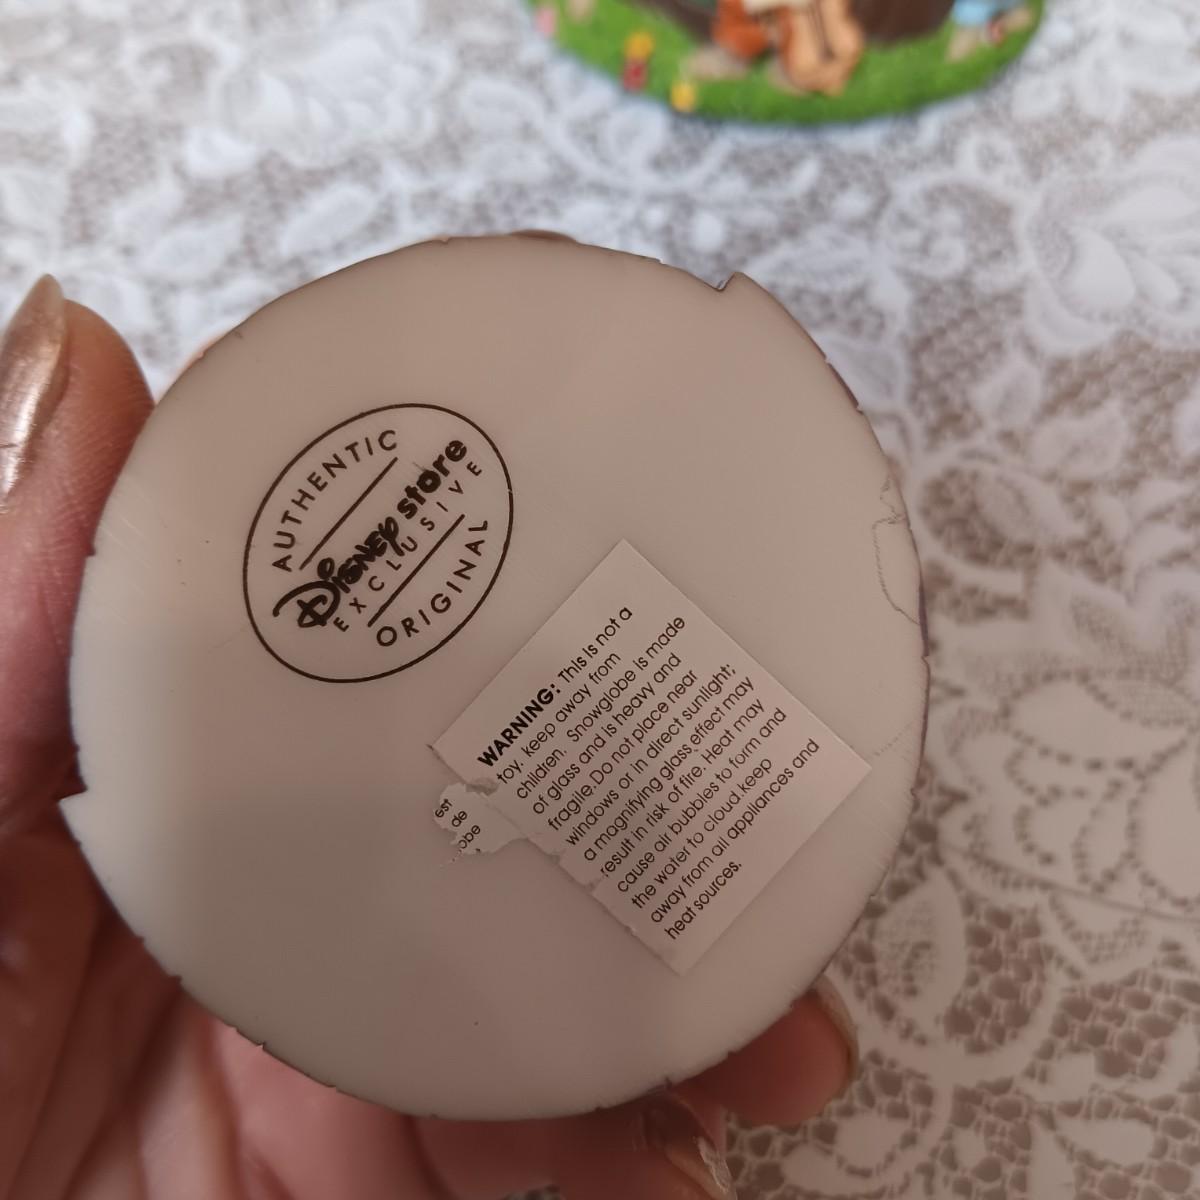 AUTHENTIC
Disney store
EXCLUSIVE
ORIGINAL
WARNING: This is not a
toy, keep away from
children. Snowglobe is made
of glass and is heavy and
fragile.Do not place near
windows or in direct sunlight;
a magnifying glass effect may
result in risk of fire. Heat may
cause air bubbles to form and
the water to cloud.keep
away from all appliances and
heat sources.
est
de
obe